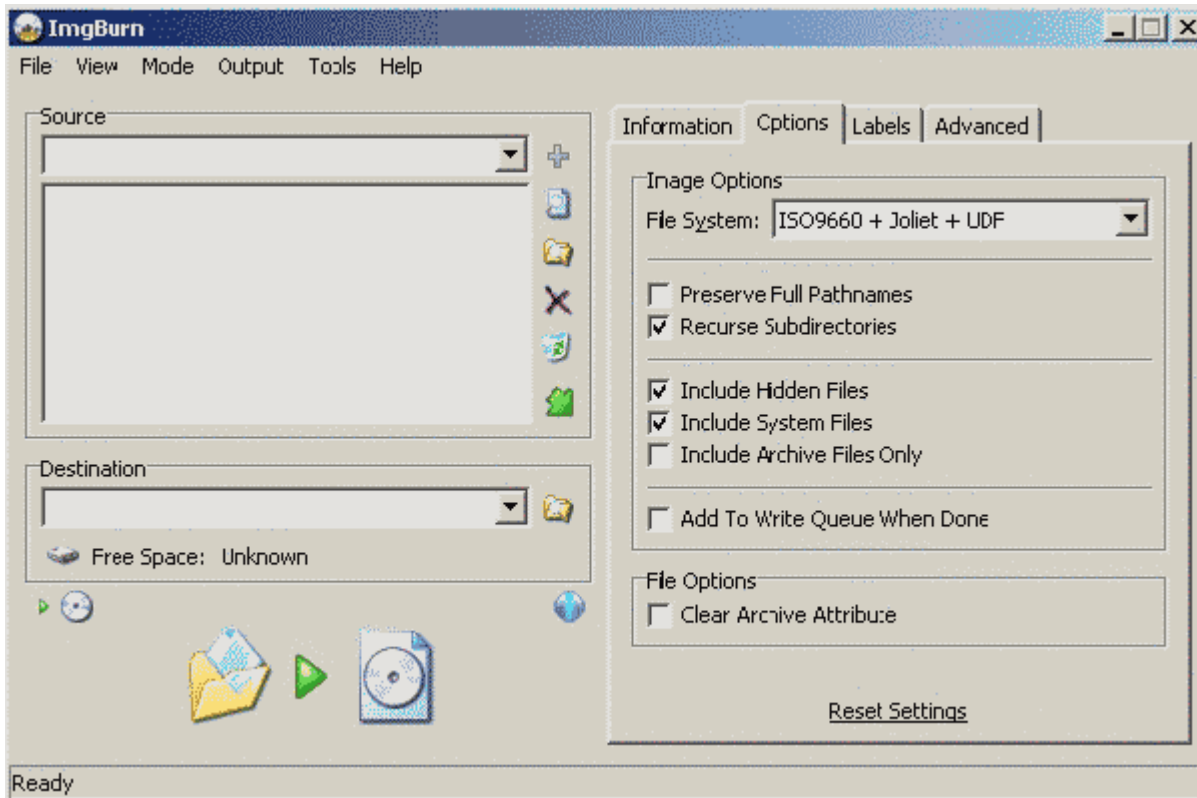 ImgBurn
File View Mode Output Tools Help
Source
Information Options Labels Advanced
Image Options
File System: ISO9660 + Joliet + UDF
Preserve Full Pathnames
Recurse Subdirectories
Include Hidden Files
Include System Files
Include Archive Files Only
Destination
Add To Write Queue When Done
Free Space: Unknown
File Options
Clear Archive Attribute
Reset Settings
Ready